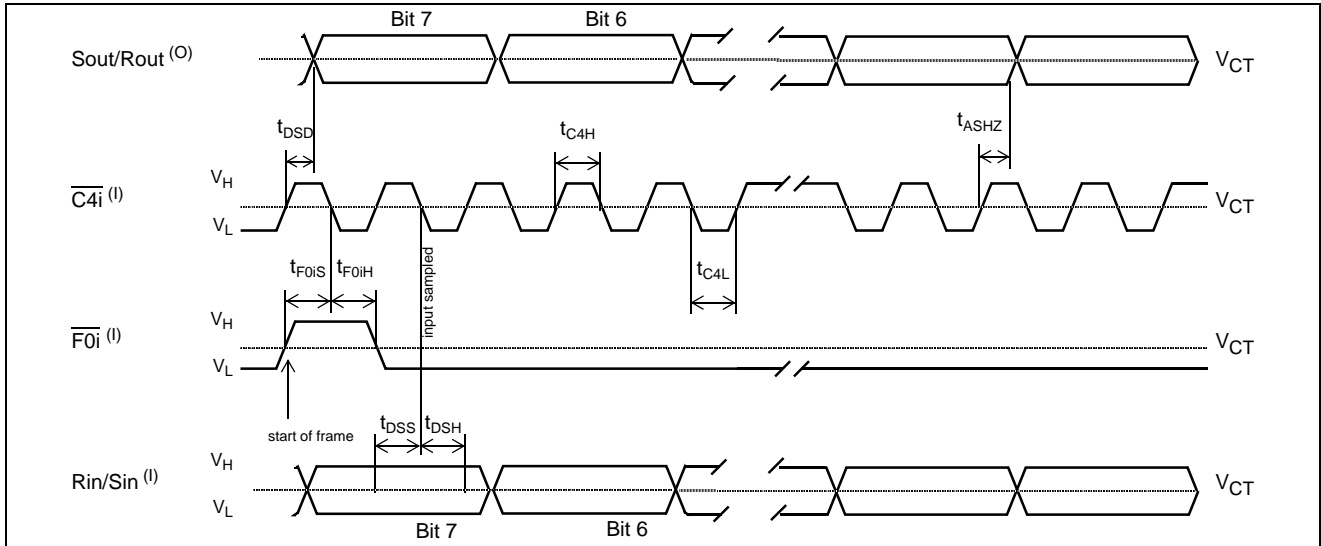 Bit 7 Bit 6
Sout/Rout (O) VCT
tDSD tC4H tASHZ
VH
C4i (I) VCT
VL
tF0iS tF0iH input sampled tC4L
VH
F0i (I) VCT
VL
start of frame tDSS tDSH
VH
Rin/Sin (I) VCT
VL
Bit 7 Bit 6